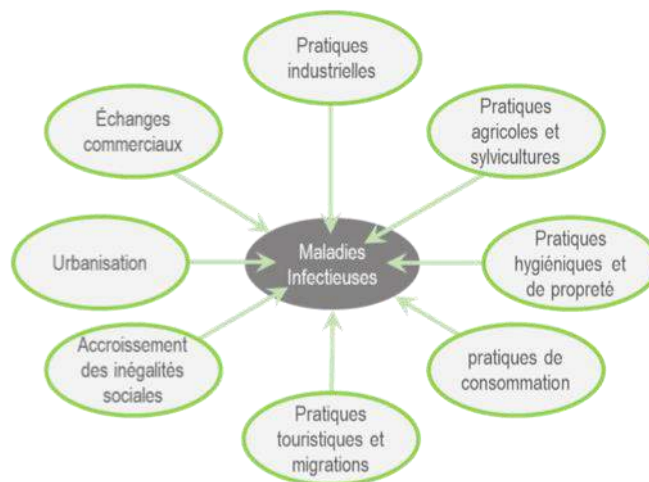 Pratiques
industrielles
Échanges
commerciaux
Pratiques
agricoles et
sylvicultures
Maladies
Infectieuses
Urbanisation
Pratiques
hygiéniques et
de propreté
Accroissement
des inégalités
sociales
pratiques de
consommation
Pratiques
touristiques et
migrations